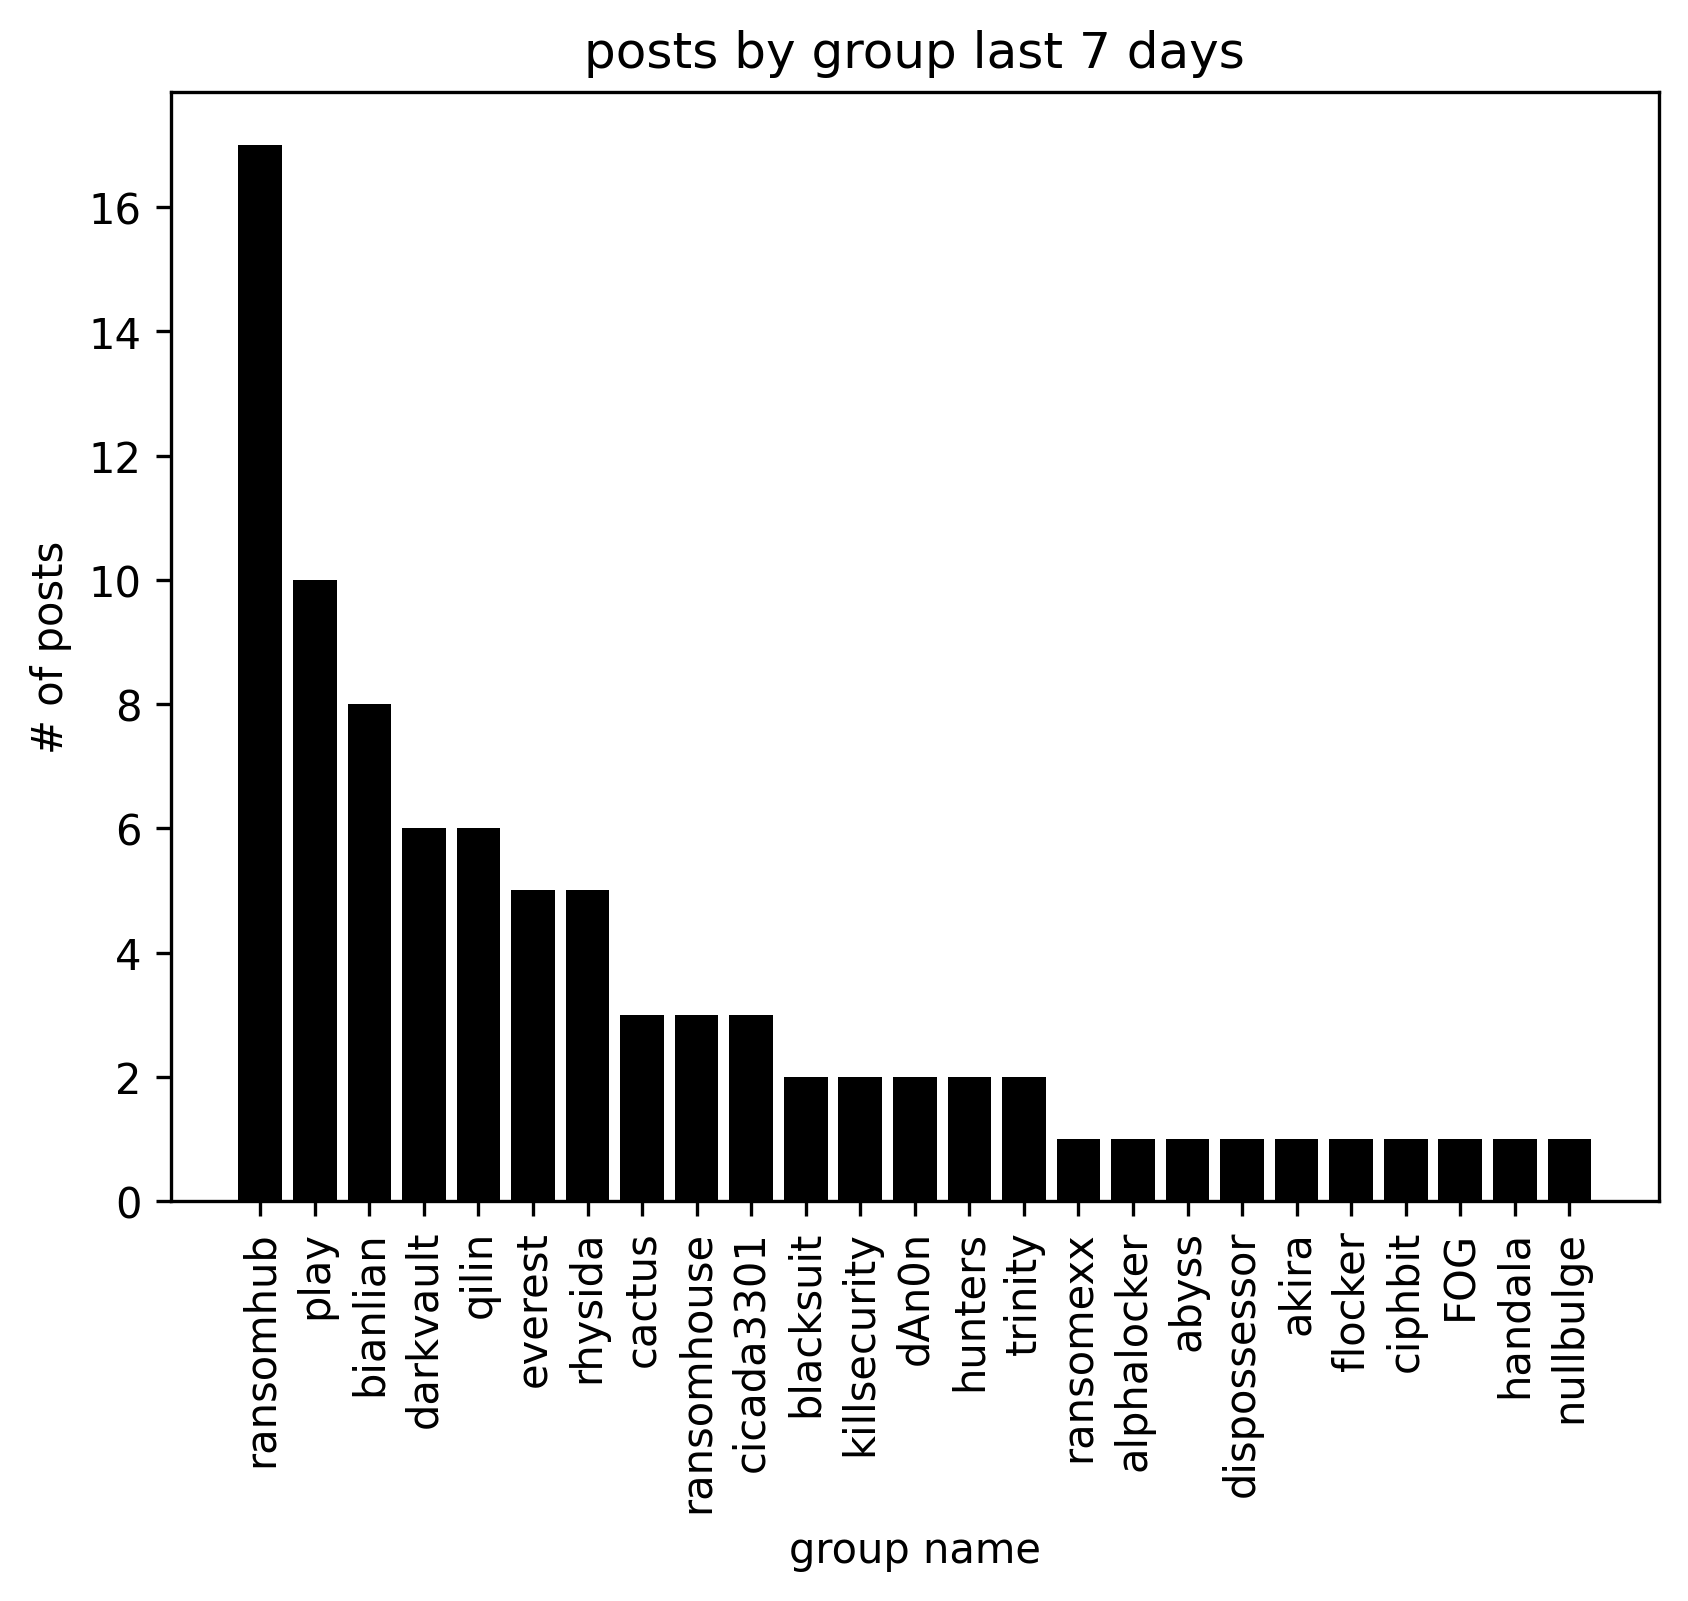 posts by group last 7 days
# of posts
16
14
12
10
8
6
4
2
0
ransomhub
play
bianlian
darkvault
qilin
everest
rhysida
cactus
ransomhouse
cicada3301
blacksuit
killsecurity
dAn0n
hunters
trinity
ransomexx
alphalocker
abyss
dispossessor
akira
flocker
ciphbit
FOG
handala
nullbulge
group name